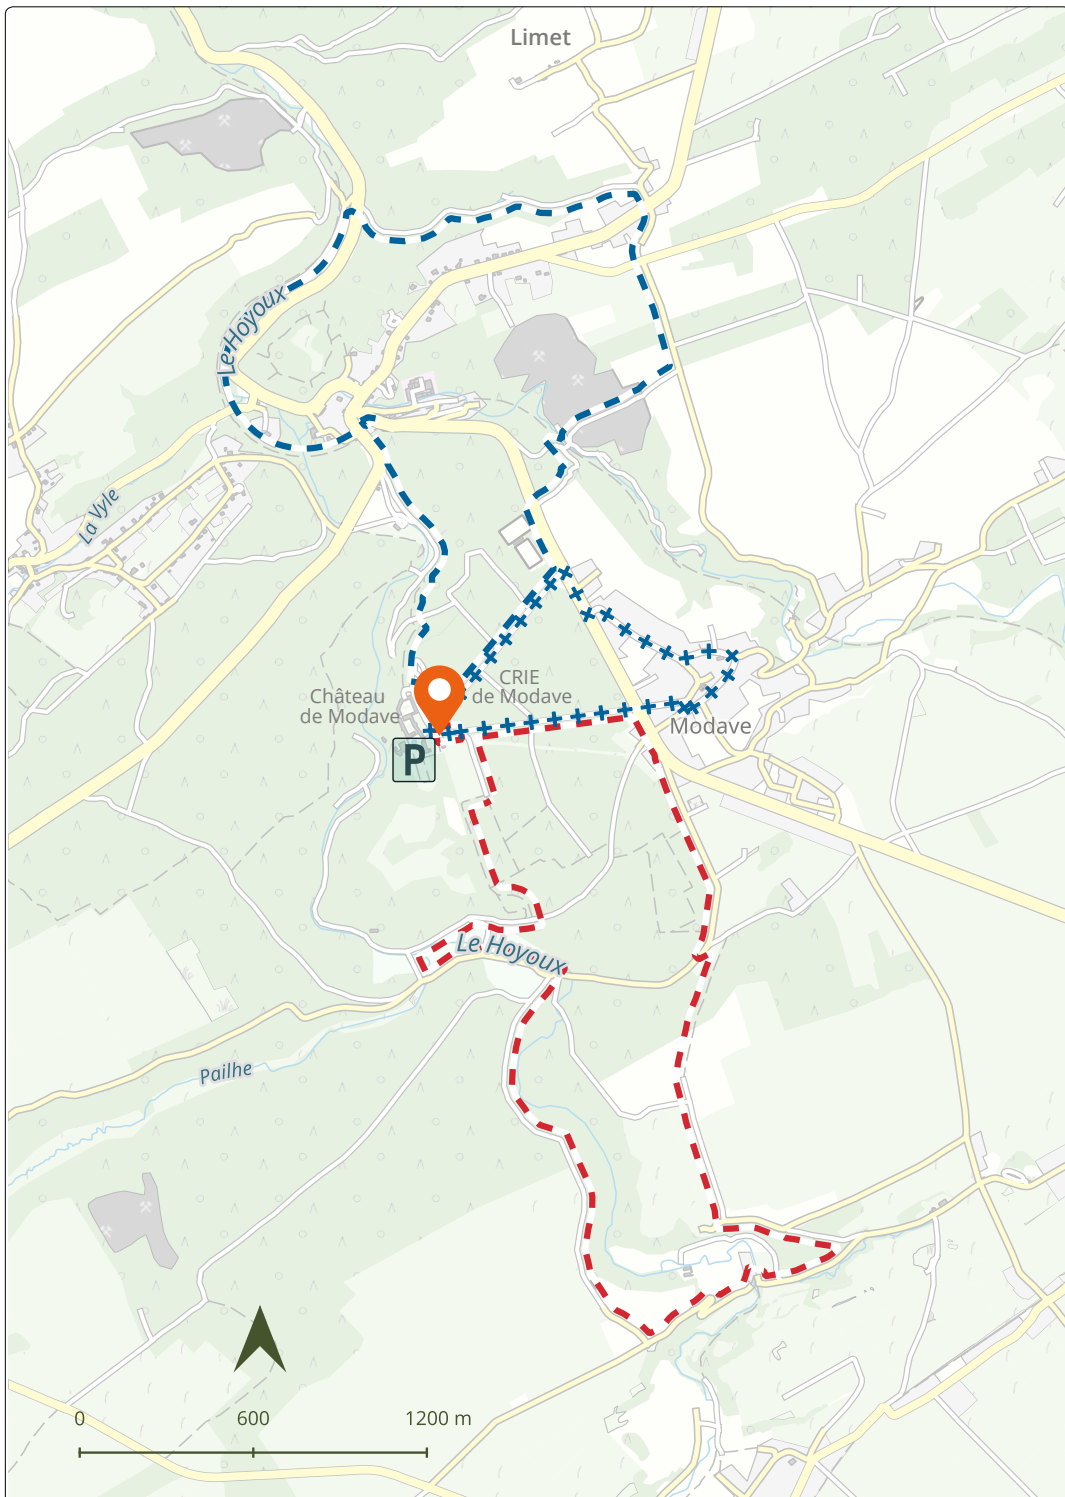 Limet
Le Hoyoux
La Vyle
CRIE
de Modave
Château
de Modave
Modave
P
Le Hoyoux
Pailhe
0 600 1200 m